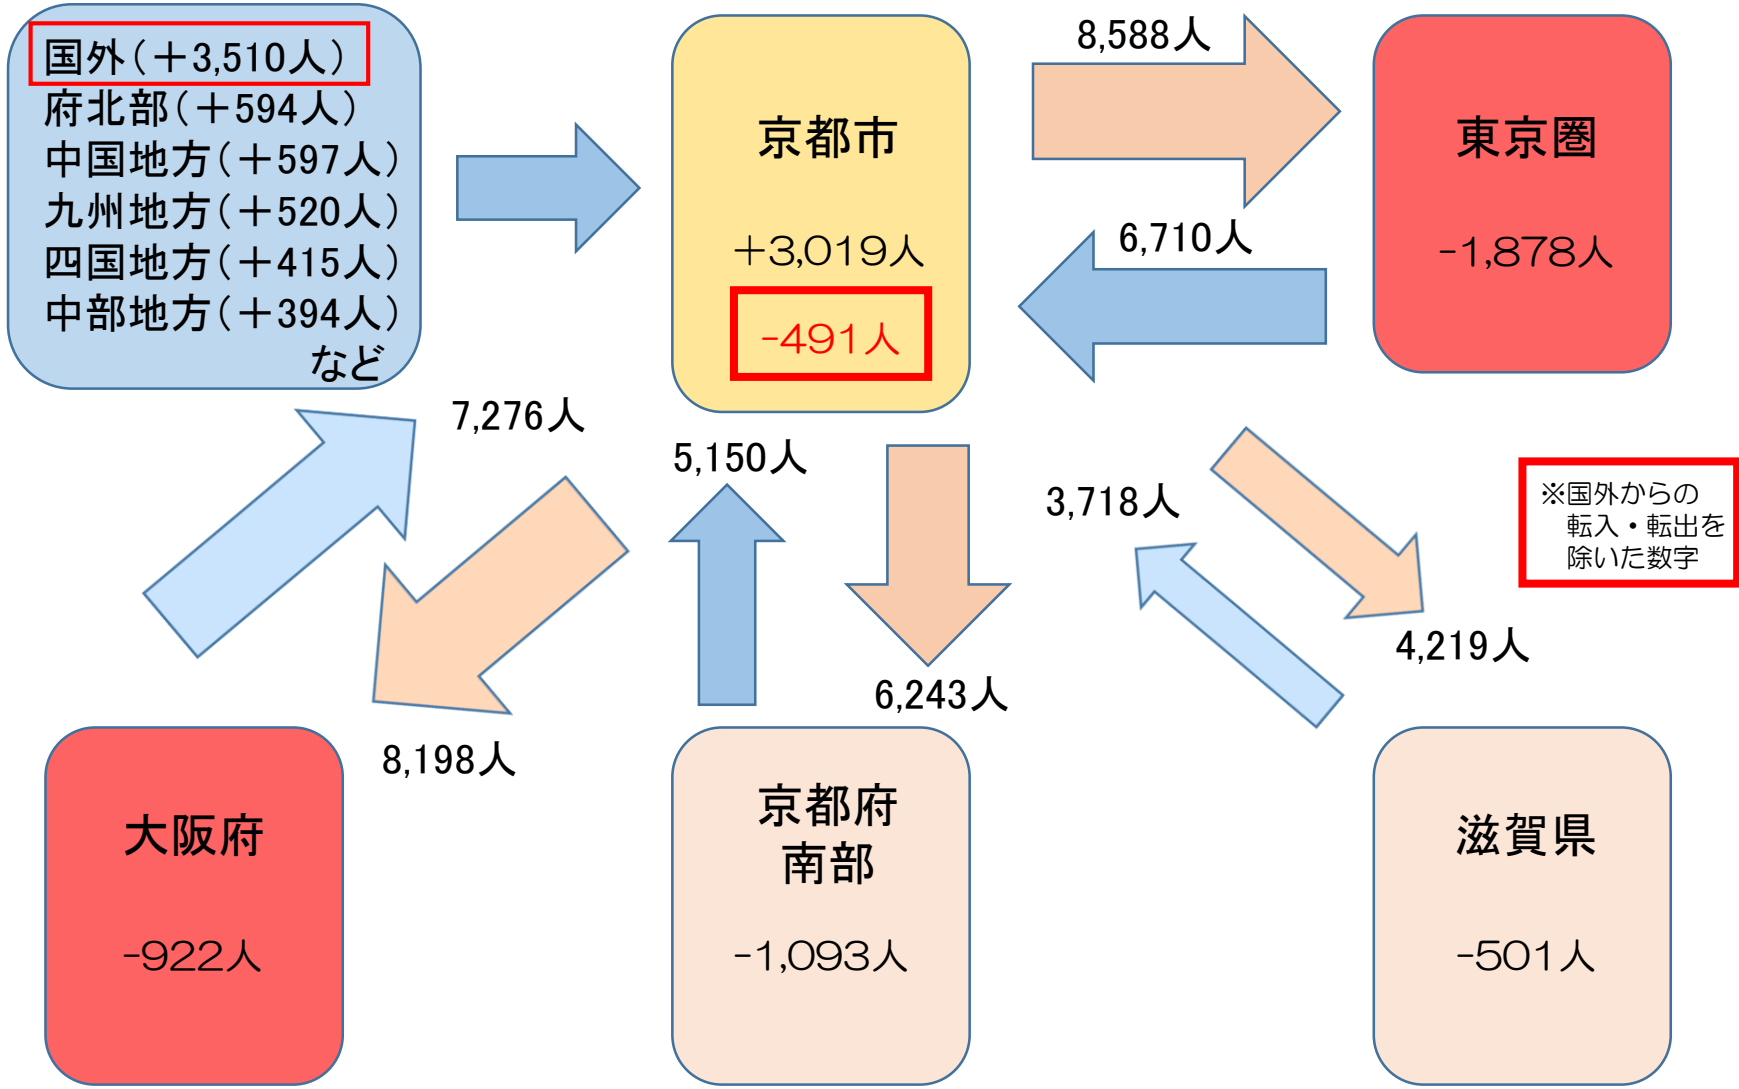 国外(＋3,510人)
府北部(＋594人)
中国地方(＋597人)
九州地方(＋520人)
四国地方(＋415人)
中部地方(＋394人)
など
京都市
＋3,019人
-491人
8,588人
6,710人
東京圏
-1,878人
7,276人
8,198人
5,150人
6,243人
3,718人
4,219人
※国外からの
転入・転出を
除いた数字
大阪府
-922人
京都府
南部
-1,093人
滋賀県
-501人